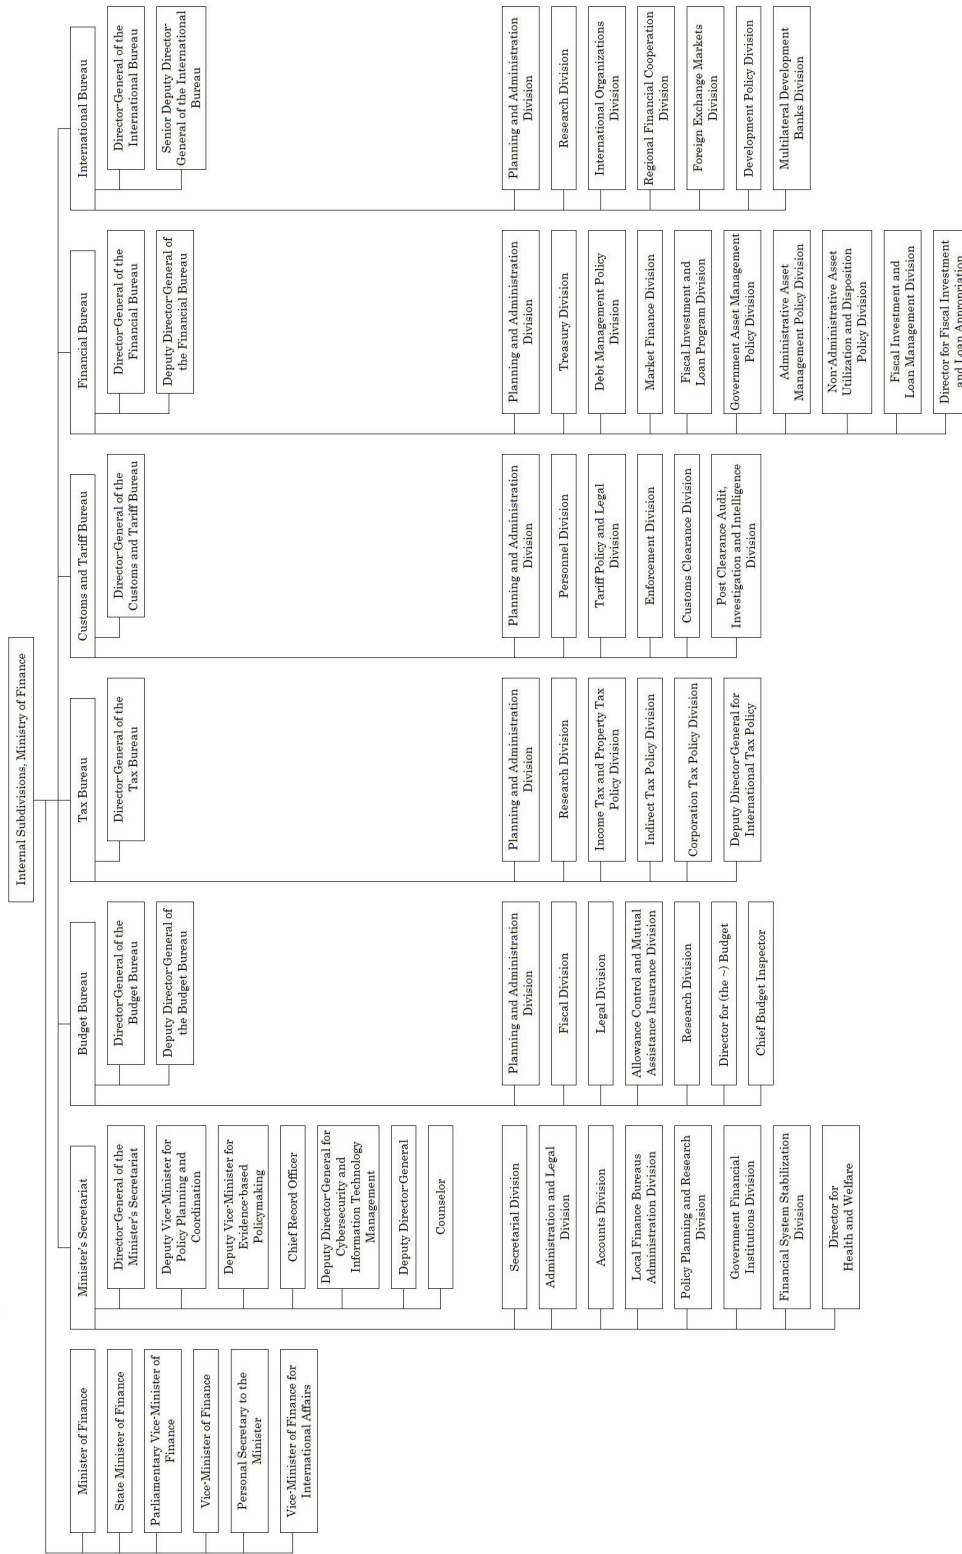 Internal Subdivisions, Ministry of Finance
Minister of Finance
State Minister of Finance
Parliamentary Vice-Minister of
Finance
Vice-Minister of Finance
Personal Secretary to the
Minister
Vice-Minister of Finance for
International Affairs
Minister's Secretariat
Director-General of the
Minister's Secretariat
Deputy Vice-Minister for
Policy Planning and
Coordination
Deputy Vice-Minister for
Evidence-based
Policymaking
Chief Record Officer
Deputy Director-General for
Cybersecurity and
Information Technology
Management
Deputy Director-General
Counselor
Secretarial Division
Administration and Legal
Division
Accounts Division
Local Finance Bureaus
Administration Division
Policy Planning and Research
Division
Government Financial
Institutions Division
Financial System Stabilization
Division
Director for
Health and Welfare
Budget Bureau
Director-General of the
Budget Bureau
Deputy Director-General of
the Budget Bureau
Planning and Administration
Division
Fiscal Division
Legal Division
Allowance Control and Mutual
Assistance Insurance Division
Research Division
Director for (the ~) Budget
Chief Budget Inspector
Tax Bureau
Director-General of the
Tax Bureau
Planning and Administration
Division
Research Division
Income Tax and Property Tax
Policy Division
Indirect Tax Policy Division
Corporation Tax Policy Division
Deputy Director-General for
International Tax Policy
Customs and Tariff Bureau
Director-General of the
Customs and Tariff Bureau
Planning and Administration
Division
Personnel Division
Tariff Policy and Legal
Division
Enforcement Division
Customs Clearance Division
Post Clearance Audit,
Investigation and Intelligence
Division
Financial Bureau
Director-General of the
Financial Bureau
Deputy Director-General of
the Financial Bureau
Planning and Administration
Division
Treasury Division
Debt Management Policy
Division
Market Finance Division
Fiscal Investment and
Loan Program Division
Government Asset Management
Policy Division
Administrative Asset
Management Policy Division
Non-Administrative Asset
Utilization and Disposition
Policy Division
Fiscal Investment and
Loan Management Division
Director for Fiscal Investment
and Loan Appropriation
International Bureau
Director-General of the
International Bureau
Senior Deputy Director-
General of the International
Bureau
Planning and Administration
Division
Research Division
International Organizations
Division
Regional Financial Cooperation
Division
Foreign Exchange Markets
Division
Development Policy Division
Multilateral Development
Banks Division